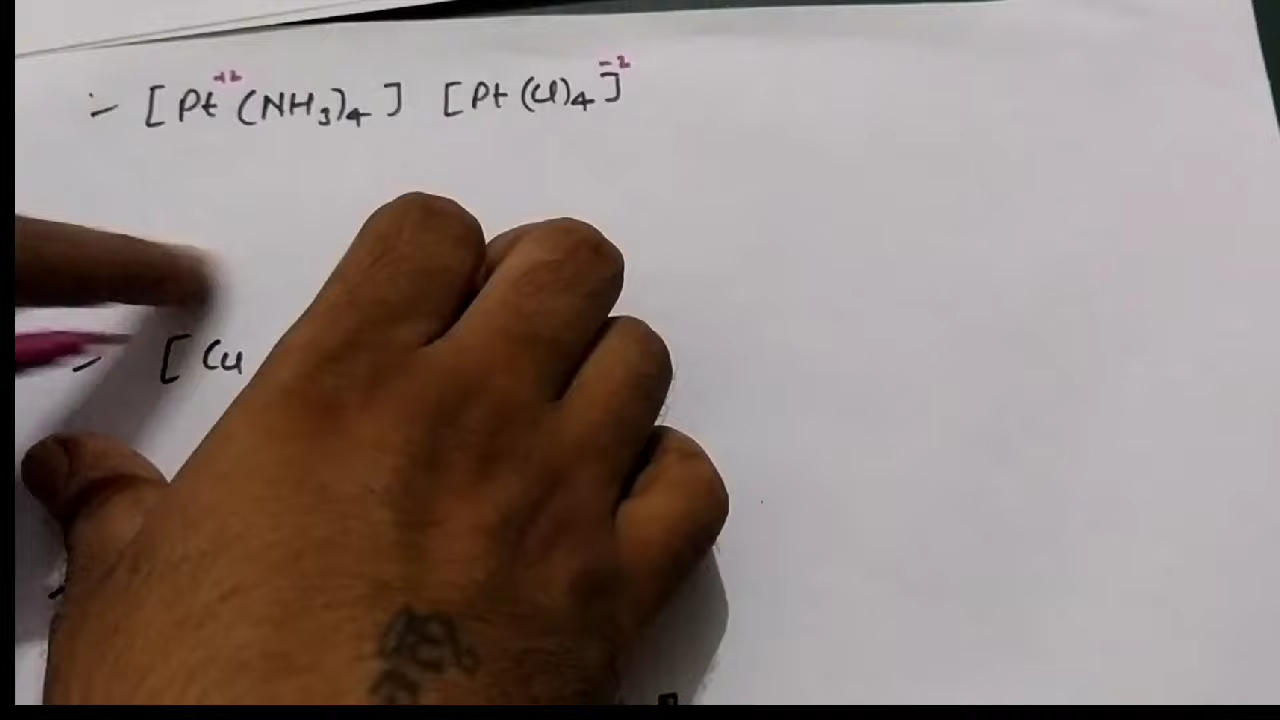 :- [Pt⁺² (NH₃)₄] [Pt (Cl)₄]⁻²
- [Cu